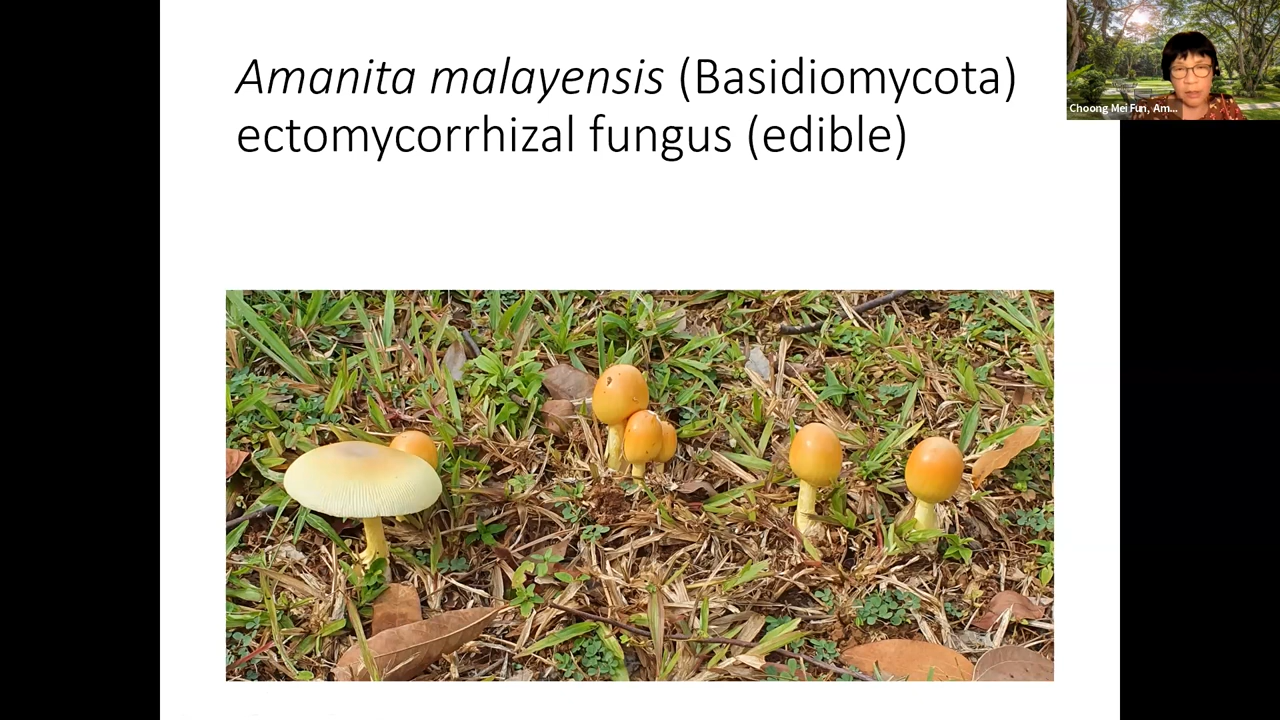 Amanita malayensis (Basidiomycota)
ectomycorrhizal fungus (edible)
Choong Mei Fun, Am...